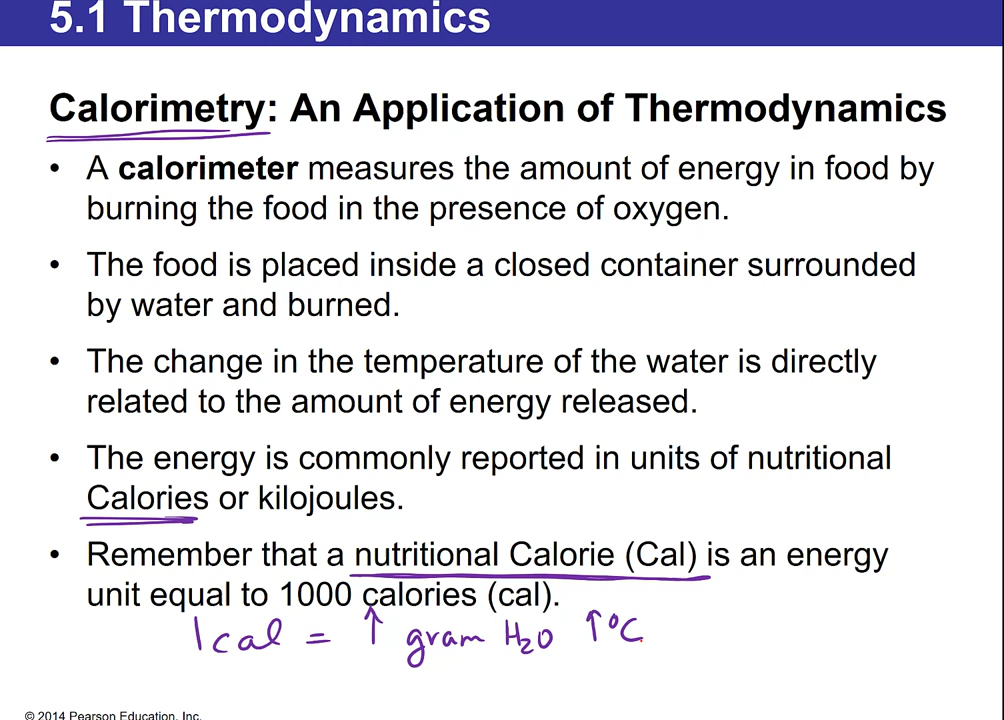 5.1 Thermodynamics
Calorimetry: An Application of Thermodynamics
• A calorimeter measures the amount of energy in food by
burning the food in the presence of oxygen.
• The food is placed inside a closed container surrounded
by water and burned.
• The change in the temperature of the water is directly
related to the amount of energy released.
• The energy is commonly reported in units of nutritional
Calories or kilojoules.
• Remember that a nutritional Calorie (Cal) is an energy
unit equal to 1000 calories (cal).
1 cal = ↑ gram H₂O ↑°C
© 2014 Pearson Education, Inc.